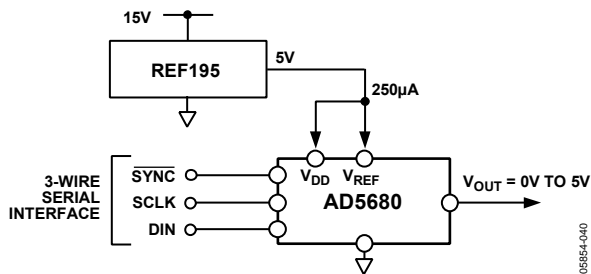 15V
REF195
5V
250µA
3-WIRE
SERIAL
INTERFACE
SYNC
SCLK
DIN
VDD
VREF
AD5680
VOUT = 0V TO 5V
05854-040